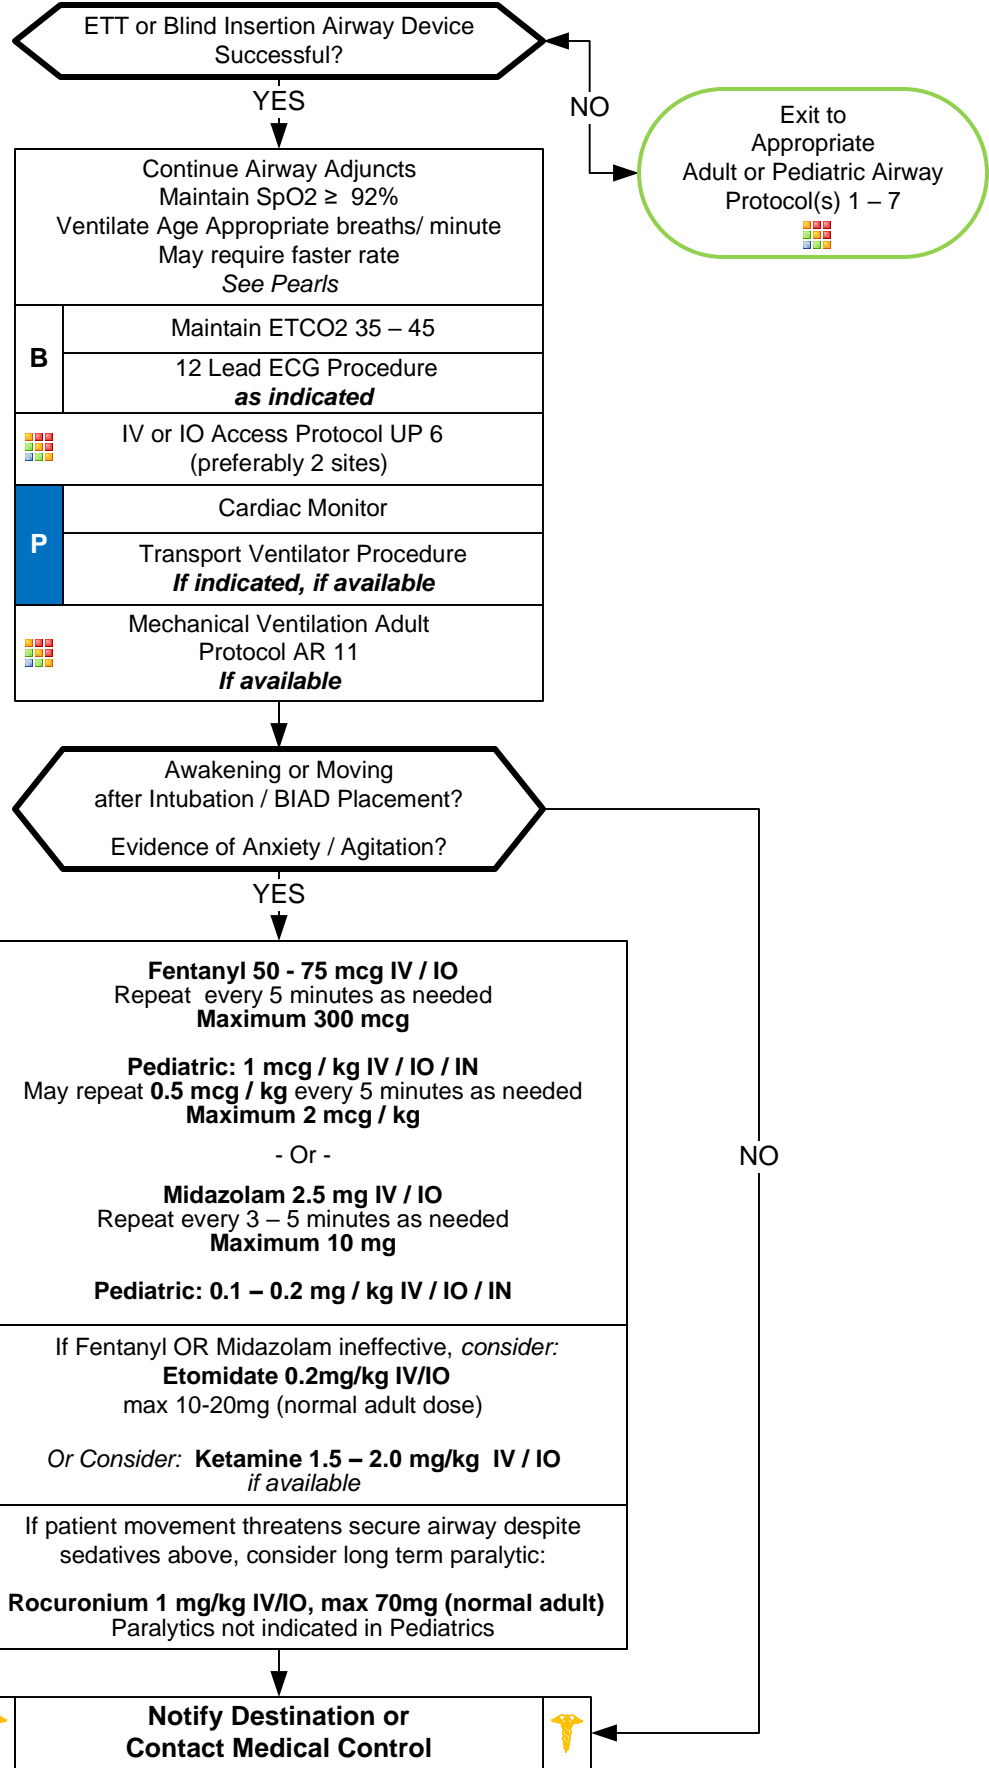 ETT or Blind Insertion Airway Device
Successful?
YES
NO
Exit to
Appropriate
Adult or Pediatric Airway
Protocol(s) 1 – 7
Continue Airway Adjuncts
Maintain SpO2 ≥ 92%
Ventilate Age Appropriate breaths/ minute
May require faster rate
See Pearls
B
Maintain ETCO2 35 – 45
12 Lead ECG Procedure
as indicated
IV or IO Access Protocol UP 6
(preferably 2 sites)
P
Cardiac Monitor
Transport Ventilator Procedure
If indicated, if available
Mechanical Ventilation Adult
Protocol AR 11
If available
Awakening or Moving
after Intubation / BIAD Placement?
Evidence of Anxiety / Agitation?
YES
NO
Fentanyl 50 - 75 mcg IV / IO
Repeat every 5 minutes as needed
Maximum 300 mcg
Pediatric: 1 mcg / kg IV / IO / IN
May repeat 0.5 mcg / kg every 5 minutes as needed
Maximum 2 mcg / kg
- Or -
Midazolam 2.5 mg IV / IO
Repeat every 3 – 5 minutes as needed
Maximum 10 mg
Pediatric: 0.1 – 0.2 mg / kg IV / IO / IN
If Fentanyl OR Midazolam ineffective, consider:
Etomidate 0.2mg/kg IV/IO
max 10-20mg (normal adult dose)
Or Consider: Ketamine 1.5 – 2.0 mg/kg IV / IO
if available
If patient movement threatens secure airway despite
sedatives above, consider long term paralytic:
Rocuronium 1 mg/kg IV/IO, max 70mg (normal adult)
Paralytics not indicated in Pediatrics
Notify Destination or
Contact Medical Control